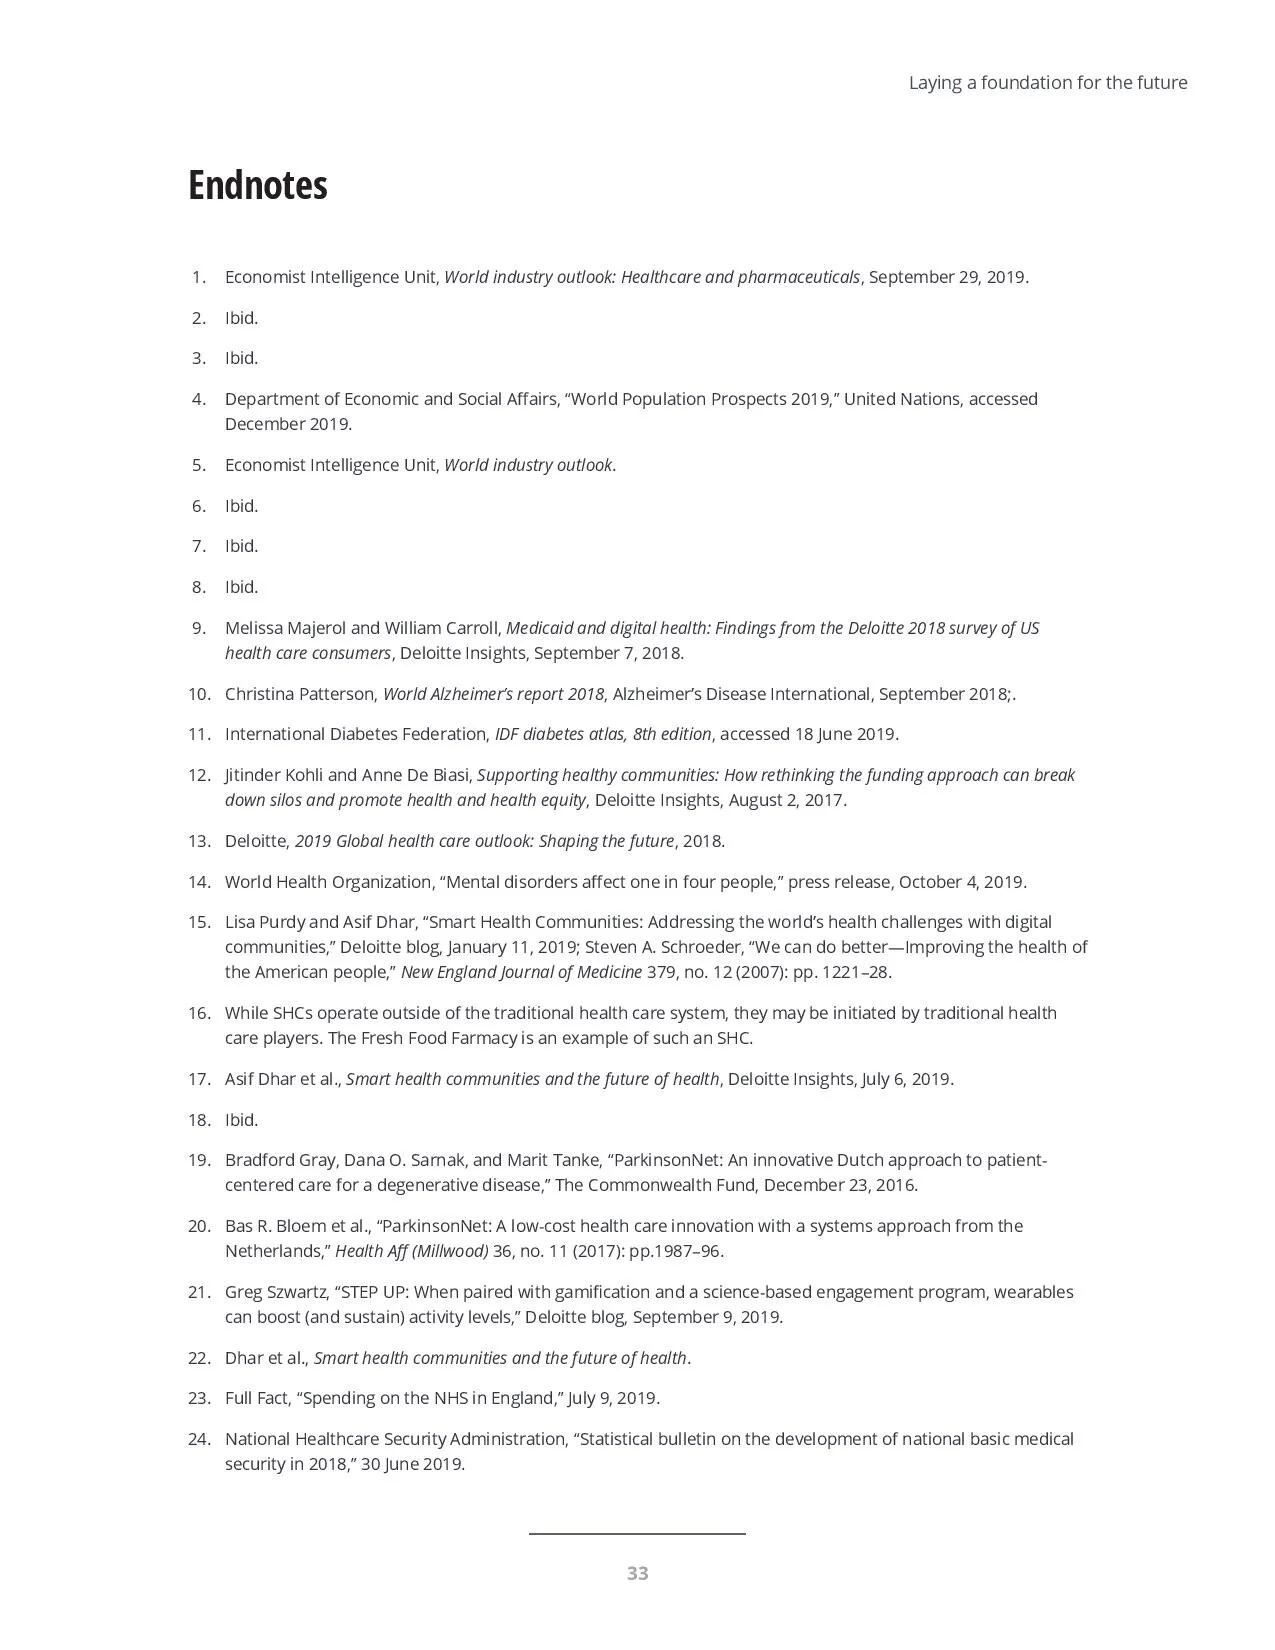 Laying a foundation for the future
Endnotes
1. Economist Intelligence Unit, World industry outlook: Healthcare and pharmaceuticals, September 29, 2019.
2. Ibid.
3. Ibid.
4. Department of Economic and Social Affairs, “World Population Prospects 2019,” United Nations, accessed
December 2019.
5. Economist Intelligence Unit, World industry outlook.
6. Ibid.
7. Ibid.
8. Ibid.
9. Melissa Majerol and William Carroll, Medicaid and digital health: Findings from the Deloitte 2018 survey of US
health care consumers, Deloitte Insights, September 7, 2018.
10. Christina Patterson, World Alzheimer’s report 2018, Alzheimer’s Disease International, September 2018;.
11. International Diabetes Federation, IDF diabetes atlas, 8th edition, accessed 18 June 2019.
12. Jitinder Kohli and Anne De Biasi, Supporting healthy communities: How rethinking the funding approach can break
down silos and promote health and health equity, Deloitte Insights, August 2, 2017.
13. Deloitte, 2019 Global health care outlook: Shaping the future, 2018.
14. World Health Organization, “Mental disorders affect one in four people,” press release, October 4, 2019.
15. Lisa Purdy and Asif Dhar, “Smart Health Communities: Addressing the world’s health challenges with digital
communities,” Deloitte blog, January 11, 2019; Steven A. Schroeder, “We can do better—Improving the health of
the American people,” New England Journal of Medicine 379, no. 12 (2007): pp. 1221–28.
16. While SHCs operate outside of the traditional health care system, they may be initiated by traditional health
care players. The Fresh Food Farmacy is an example of such an SHC.
17. Asif Dhar et al., Smart health communities and the future of health, Deloitte Insights, July 6, 2019.
18. Ibid.
19. Bradford Gray, Dana O. Sarnak, and Marit Tanke, “ParkinsonNet: An innovative Dutch approach to patient-
centered care for a degenerative disease,” The Commonwealth Fund, December 23, 2016.
20. Bas R. Bloem et al., “ParkinsonNet: A low-cost health care innovation with a systems approach from the
Netherlands,” Health Aff (Millwood) 36, no. 11 (2017): pp.1987–96.
21. Greg Szwartz, “STEP UP: When paired with gamification and a science-based engagement program, wearables
can boost (and sustain) activity levels,” Deloitte blog, September 9, 2019.
22. Dhar et al., Smart health communities and the future of health.
23. Full Fact, “Spending on the NHS in England,” July 9, 2019.
24. National Healthcare Security Administration, “Statistical bulletin on the development of national basic medical
security in 2018,” 30 June 2019.
33